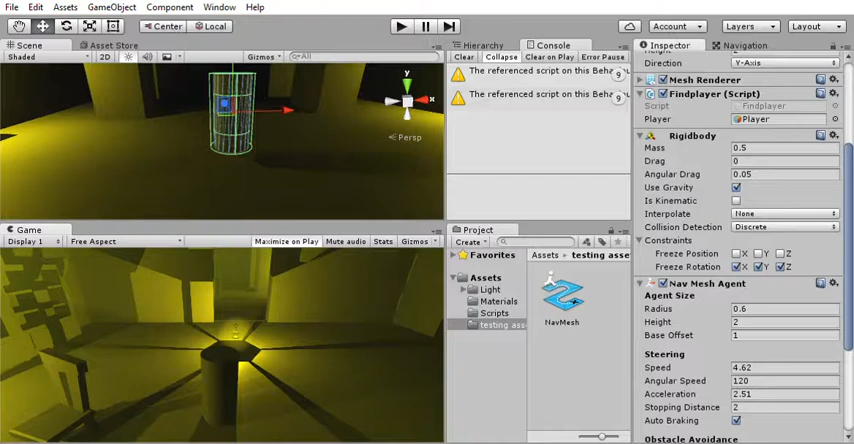 File Edit Assets GameObject Component Window Help
Center Local Account Layers Layout
Scene Asset Store
Shaded 2D Gizmos All
y
x
Persp
Hierarchy Console
Clear Collapse Clear on Play Error Pause
The referenced script on this Beha 9
The referenced script on this Beha 9
Game
Display 1 Free Aspect Maximize on Play Mute audio Stats Gizmos
Project
Create
Favorites
Assets
Light
Materials
Scripts
testing ass
Assets testing asse
NavMesh
Inspector Navigation
Direction Y-Axis
Mesh Renderer
Findplayer (Script)
Script Findplayer
Player Player
Rigidbody
Mass 0.5
Drag 0
Angular Drag 0.05
Use Gravity
Is Kinematic
Interpolate None
Collision Detection Discrete
Constraints
Freeze Position X Y Z
Freeze Rotation X Y Z
Nav Mesh Agent
Agent Size
Radius 0.6
Height 2
Base Offset 1
Steering
Speed 4.62
Angular Speed 120
Acceleration 2.51
Stopping Distance 2
Auto Braking
Obstacle Avoidance